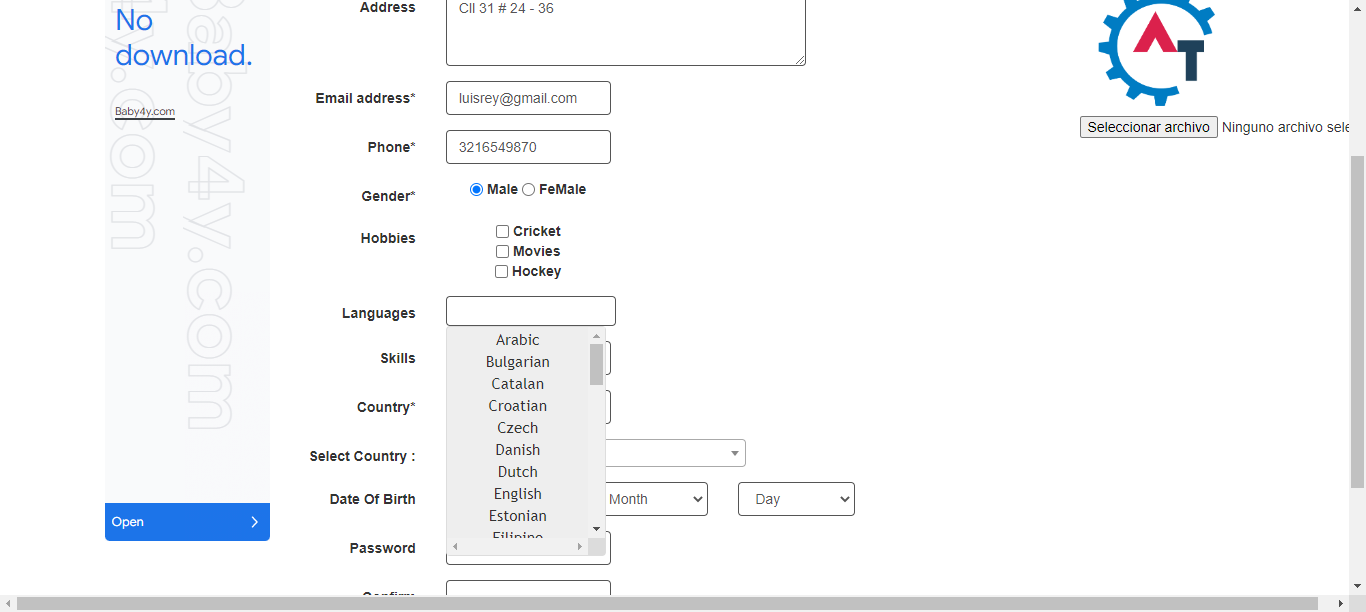 No
download.
Baby4y.com
Baby4y.com
Open
Address
Cll 31 # 24 - 36
Email address*
luisrey@gmail.com
Phone*
3216549870
Gender*
Male
FeMale
Hobbies
Cricket
Movies
Hockey
Languages
Arabic
Bulgarian
Catalan
Croatian
Czech
Danish
Dutch
English
Estonian
Filipino
Skills
Country*
Select Country :
Date Of Birth
Month
Day
Password
Confirm
AT
Seleccionar archivo
Ninguno archivo sele